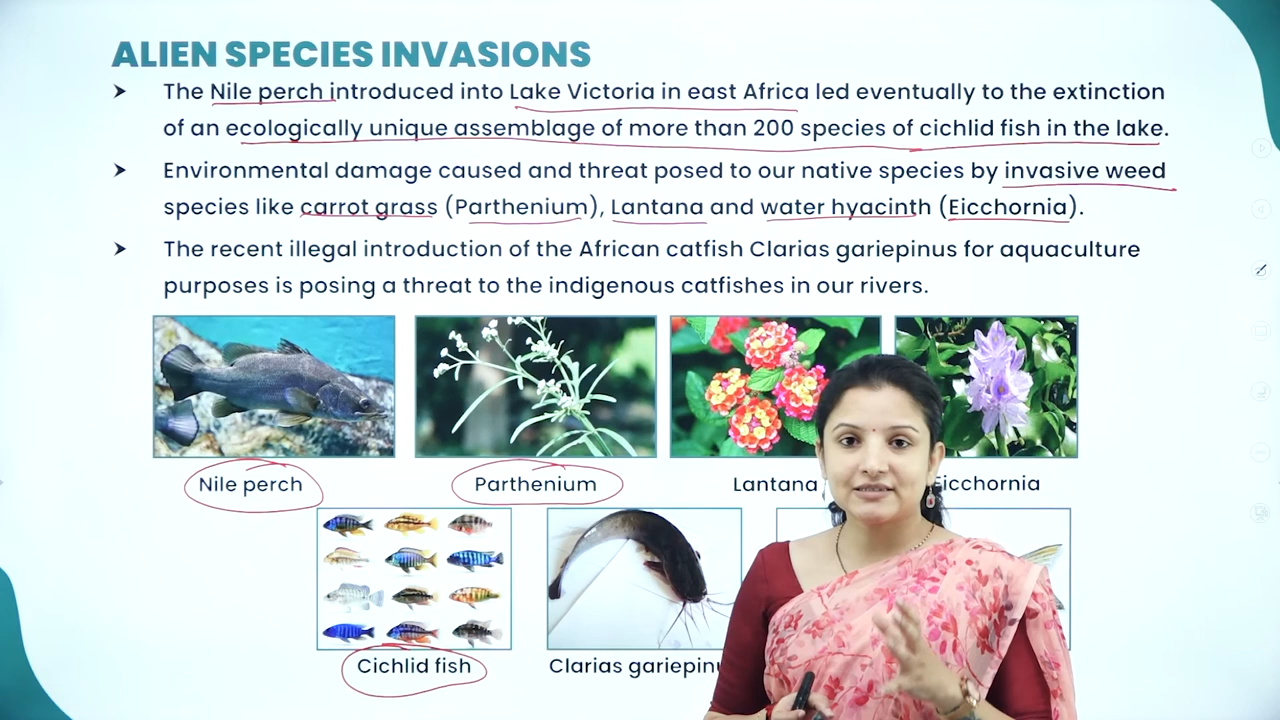 ALIEN SPECIES INVASIONS
➤ The Nile perch introduced into Lake Victoria in east Africa led eventually to the extinction
of an ecologically unique assemblage of more than 200 species of cichlid fish in the lake.
➤ Environmental damage caused and threat posed to our native species by invasive weed
species like carrot grass (Parthenium), Lantana and water hyacinth (Eicchornia).
➤ The recent illegal introduction of the African catfish Clarias gariepinus for aquaculture
purposes is posing a threat to the indigenous catfishes in our rivers.
Nile perch
Parthenium
Lantana
Eicchornia
Cichlid fish
Clarias gariepinu